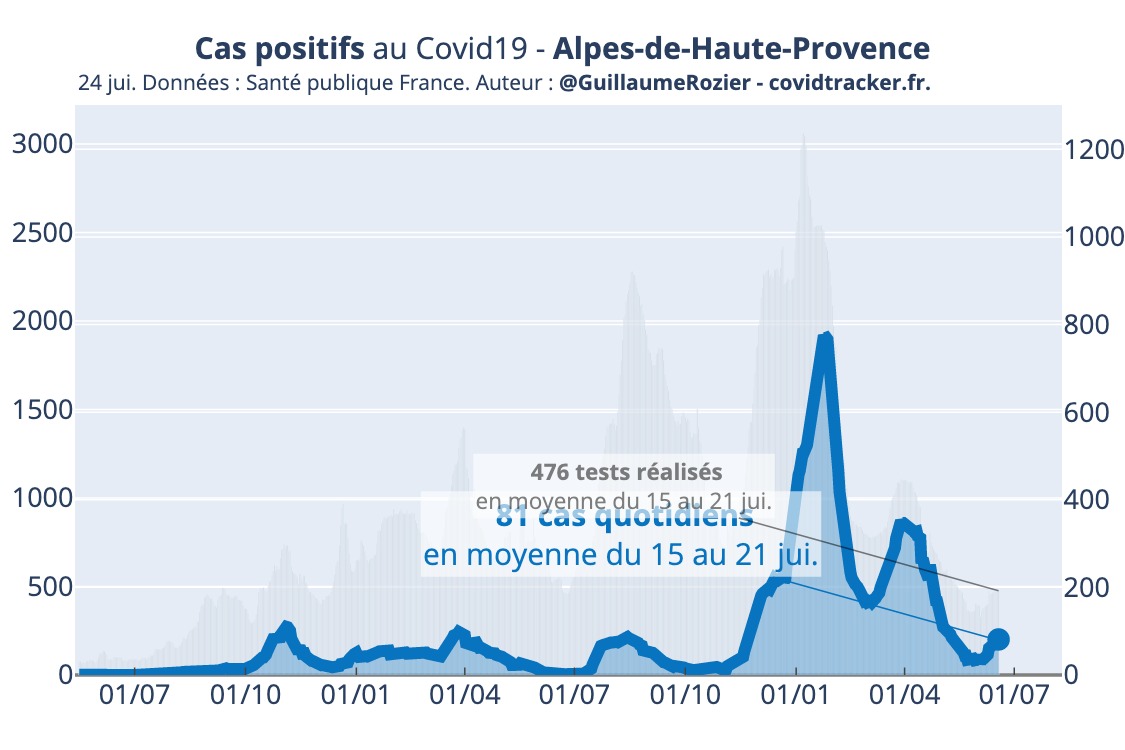 Cas positifs au Covid19 - Alpes-de-Haute-Provence
24 jui. Données : Santé publique France. Auteur : @GuillaumeRozier - covidtracker.fr.
3000
2500
2000
1500
1000
500
0
1200
1000
800
600
400
200
0
476 tests réalisés
en moyenne du 15 au 21 jui.
81 cas quotidiens
en moyenne du 15 au 21 jui.
01/07 01/10 01/01 01/04 01/07 01/10 01/01 01/04 01/07